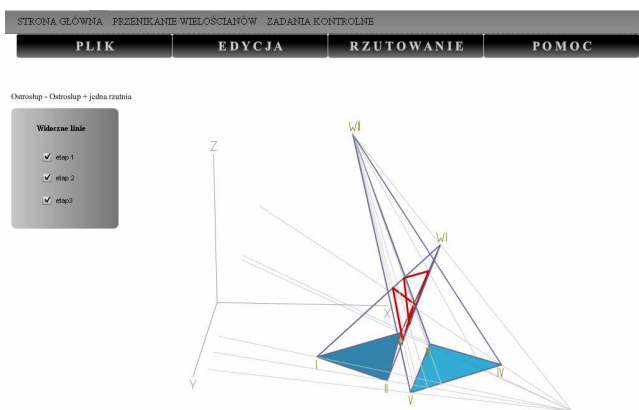 STRONA GŁÓWNA PRZENIKANIE WIELOŚCIANÓW ZADANIA KONTROLNE
PLIK EDYCJA RZUTOWANIE POMOC
Ostrosłup - Ostrosłup + jedna rzutnia
Widoczne linie
etap 1
etap 2
etap3
WII
Z
WI
X
I
IV
Y
II
V